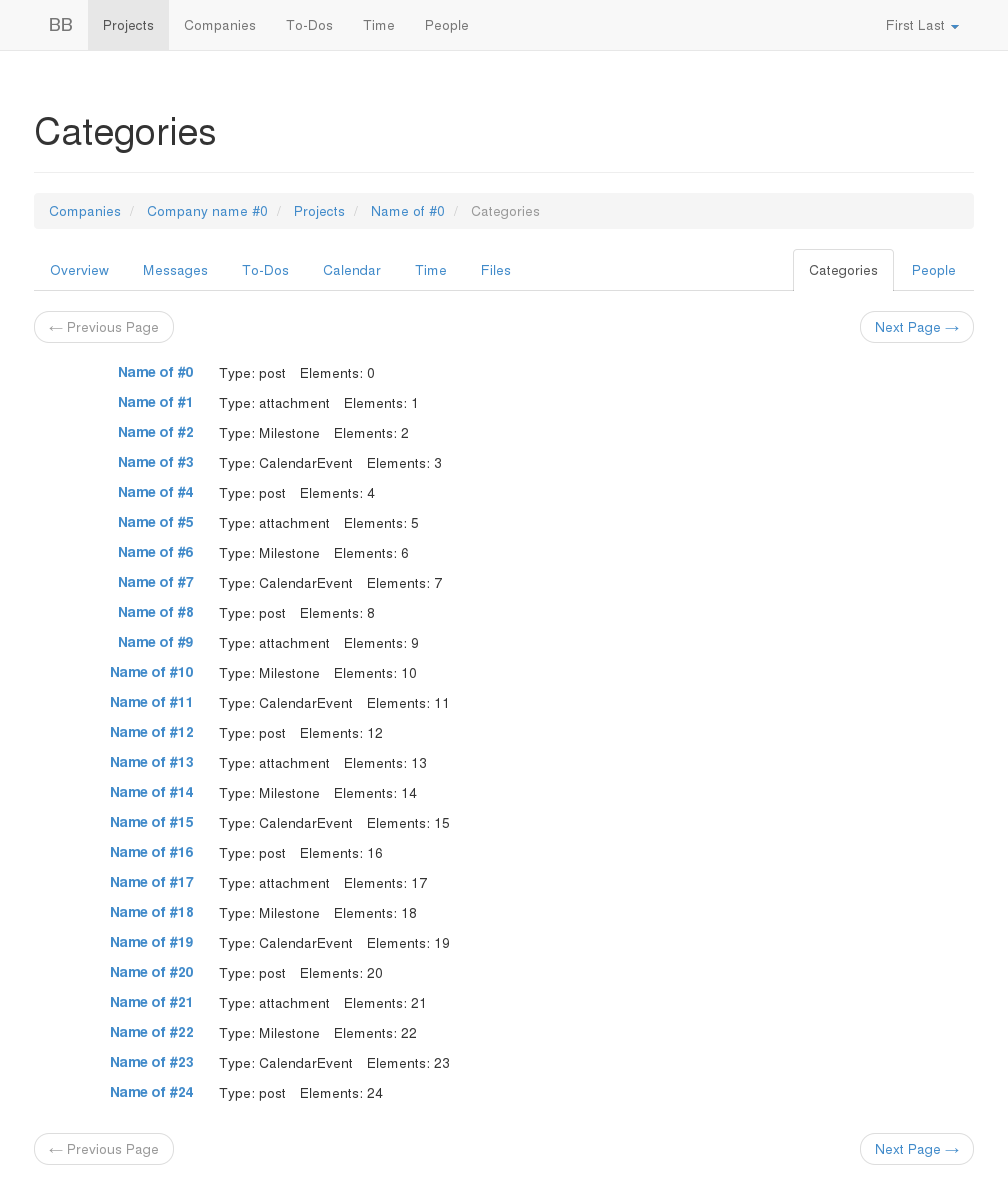 BB Projects Companies To-Dos Time People First Last
Categories
Companies / Company name #0 / Projects / Name of #0 / Categories
Overview Messages To-Dos Calendar Time Files Categories People
← Previous Page Next Page →
Name of #0 Type: post Elements: 0
Name of #1 Type: attachment Elements: 1
Name of #2 Type: Milestone Elements: 2
Name of #3 Type: CalendarEvent Elements: 3
Name of #4 Type: post Elements: 4
Name of #5 Type: attachment Elements: 5
Name of #6 Type: Milestone Elements: 6
Name of #7 Type: CalendarEvent Elements: 7
Name of #8 Type: post Elements: 8
Name of #9 Type: attachment Elements: 9
Name of #10 Type: Milestone Elements: 10
Name of #11 Type: CalendarEvent Elements: 11
Name of #12 Type: post Elements: 12
Name of #13 Type: attachment Elements: 13
Name of #14 Type: Milestone Elements: 14
Name of #15 Type: CalendarEvent Elements: 15
Name of #16 Type: post Elements: 16
Name of #17 Type: attachment Elements: 17
Name of #18 Type: Milestone Elements: 18
Name of #19 Type: CalendarEvent Elements: 19
Name of #20 Type: post Elements: 20
Name of #21 Type: attachment Elements: 21
Name of #22 Type: Milestone Elements: 22
Name of #23 Type: CalendarEvent Elements: 23
Name of #24 Type: post Elements: 24
← Previous Page Next Page →